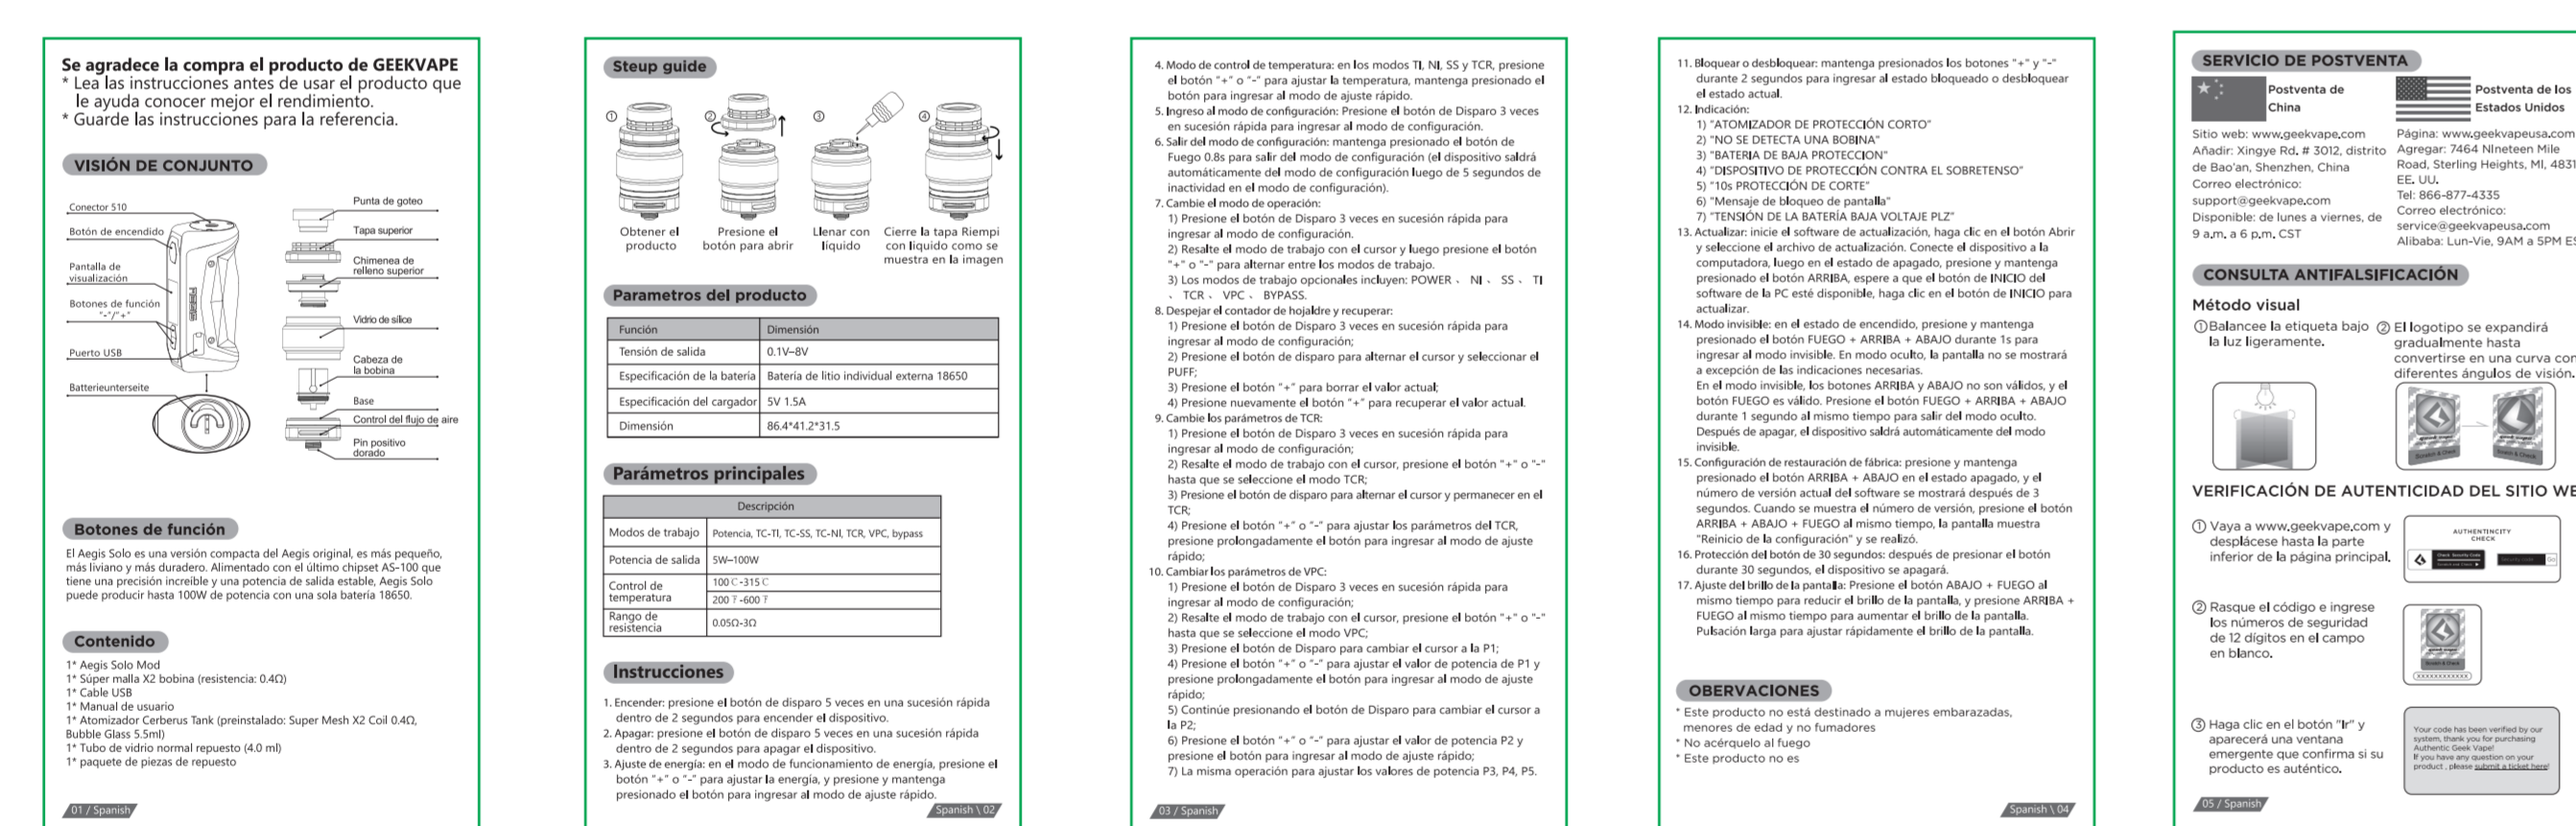 Se agradece la compra el producto de GEEKVAPE
* Lea las instrucciones antes de usar el producto que
le ayuda conocer mejor el rendimiento.
* Guarde las instrucciones para la referencia.
VISIÓN DE CONJUNTO
Conector 510
Botón de encendido
Pantalla de
visualización
Botones de función
"-"/"+"
Puerto USB
Batterieunterseite
Punta de goteo
Tapa superior
Chimenea de
relleno superior
Vidrio de sílice
Cabeza de
la bobina
Base
Control del flujo de aire
Pin positivo
dorado
Botones de función
El Aegis Solo es una versión compacta del Aegis original, es más pequeño,
más liviano y más duradero. Alimentado con el último chipset AS-100 que
tiene una precisión increíble y una potencia de salida estable, Aegis Solo
puede producir hasta 100W de potencia con una sola batería 18650.
Contenido
1* Aegis Solo Mod
1* Súper malla X2 bobina (resistencia: 0.4Ω)
1* Cable USB
1* Manual de usuario
1* Atomizador Cerberus Tank (preinstalado: Super Mesh X2 Coil 0.4Ω,
Bubble Glass 5.5ml)
1* Tubo de vidrio normal repuesto (4.0 ml)
1* paquete de piezas de repuesto
01 / Spanish
Steup guide
① ② ③ ④
Obtener el
producto
Presione el
botón para abrir
Llenar con
líquido
Cierre la tapa Riempi
con líquido como se
muestra en la imagen
Parametros del producto
Función Dimensión
Tensión de salida 0.1V–8V
Especificación de la batería Batería de litio individual externa 18650
Especificación del cargador 5V 1.5A
Dimensión 86.4*41.2*31.5
Parámetros principales
Descripción
Modos de trabajo Potencia, TC-TI, TC-SS, TC-NI, TCR, VPC, bypass
Potencia de salida 5W–100W
Control de
temperatura
100℃-315℃
200℉-600℉
Rango de
resistencia
0.05Ω-3Ω
Instrucciones
1. Encender: presione el botón de disparo 5 veces en una sucesión rápida
dentro de 2 segundos para encender el dispositivo.
2. Apagar: presione el botón de disparo 5 veces en una sucesión rápida
dentro de 2 segundos para apagar el dispositivo.
3. Ajuste de energía: en el modo de funcionamiento de energía, presione el
botón "+" o "-" para ajustar la energía, y presione y mantenga
presionado el botón para ingresar al modo de ajuste rápido.
Spanish \ 02
4. Modo de control de temperatura: en los modos TI, NI, SS y TCR, presione
el botón "+" o "-" para ajustar la temperatura, mantenga presionado el
botón para ingresar al modo de ajuste rápido.
5. Ingreso al modo de configuración: Presione el botón de Disparo 3 veces
en sucesión rápida para ingresar al modo de configuración.
6. Salir del modo de configuración: mantenga presionado el botón de
Fuego 0.8s para salir del modo de configuración (el dispositivo saldrá
automáticamente del modo de configuración luego de 5 segundos de
inactividad en el modo de configuración).
7. Cambie el modo de operación:
1) Presione el botón de Disparo 3 veces en sucesión rápida para
ingresar al modo de configuración.
2) Resalte el modo de trabajo con el cursor y luego presione el botón
"+" o "-" para alternar entre los modos de trabajo.
3) Los modos de trabajo opcionales incluyen: POWER 、 NI 、 SS 、 TI
、 TCR 、 VPC 、 BYPASS.
8. Despejar el contador de hojaldre y recuperar:
1) Presione el botón de Disparo 3 veces en sucesión rápida para
ingresar al modo de configuración;
2) Presione el botón de disparo para alternar el cursor y seleccionar el
PUFF;
3) Presione el botón "+" para borrar el valor actual;
4) Presione nuevamente el botón "+" para recuperar el valor actual.
9. Cambie los parámetros de TCR:
1) Presione el botón de Disparo 3 veces en sucesión rápida para
ingresar al modo de configuración;
2) Resalte el modo de trabajo con el cursor, presione el botón "+" o "-"
hasta que se seleccione el modo TCR;
3) Presione el botón de disparo para alternar el cursor y permanecer en el
TCR;
4) Presione el botón "+" o "-" para ajustar los parámetros del TCR,
presione prolongadamente el botón para ingresar al modo de ajuste
rápido;
10. Cambiar los parámetros de VPC:
1) Presione el botón de Disparo 3 veces en sucesión rápida para
ingresar al modo de configuración;
2) Resalte el modo de trabajo con el cursor, presione el botón "+" o "-"
hasta que se seleccione el modo VPC;
3) Presione el botón de Disparo para cambiar el cursor a la P1;
4) Presione el botón "+" o "-" para ajustar el valor de potencia de P1 y
presione prolongadamente el botón para ingresar al modo de ajuste
rápido;
5) Continúe presionando el botón de Disparo para cambiar el cursor a
la P2;
6) Presione el botón "+" o "-" para ajustar el valor de potencia P2 y
presione el botón para ingresar al modo de ajuste rápido;
7) La misma operación para ajustar los valores de potencia P3, P4, P5.
03 / Spanish
11. Bloquear o desbloquear: mantenga presionados los botones "+" y "-"
durante 2 segundos para ingresar al estado bloqueado o desbloquear
el estado actual.
12. Indicación:
1) "ATOMIZADOR DE PROTECCIÓN CORTO"
2) "NO SE DETECTA UNA BOBINA"
3) "BATERIA DE BAJA PROTECCION"
4) "DISPOSITIVO DE PROTECCIÓN CONTRA EL SOBRETENSO"
5) "10s PROTECCIÓN DE CORTE"
6) "Mensaje de bloqueo de pantalla"
7) "TENSIÓN DE LA BATERÍA BAJA VOLTAJE PLZ"
13. Actualizar: inicie el software de actualización, haga clic en el botón Abrir
y seleccione el archivo de actualización. Conecte el dispositivo a la
computadora, luego en el estado de apagado, presione y mantenga
presionado el botón ARRIBA, espere a que el botón de INICIO del
software de la PC esté disponible, haga clic en el botón de INICIO para
actualizar.
14. Modo invisible: en el estado de encendido, presione y mantenga
presionado el botón FUEGO + ARRIBA + ABAJO durante 1s para
ingresar al modo invisible. En modo oculto, la pantalla no se mostrará
a excepción de las indicaciones necesarias.
En el modo invisible, los botones ARRIBA y ABAJO no son válidos, y el
botón FUEGO es válido. Presione el botón FUEGO + ARRIBA + ABAJO
durante 1 segundo al mismo tiempo para salir del modo oculto.
Después de apagar, el dispositivo saldrá automáticamente del modo
invisible.
15. Configuración de restauración de fábrica: presione y mantenga
presionado el botón ARRIBA + ABAJO en el estado apagado, y el
número de versión actual del software se mostrará después de 3
segundos. Cuando se muestra el número de versión, presione el botón
ARRIBA + ABAJO + FUEGO al mismo tiempo, la pantalla muestra
"Reinicio de la configuración" y se realizó.
16. Protección del botón de 30 segundos: después de presionar el botón
durante 30 segundos, el dispositivo se apagará.
17. Ajuste del brillo de la pantalla: Presione el botón ABAJO + FUEGO al
mismo tiempo para reducir el brillo de la pantalla, y presione ARRIBA +
FUEGO al mismo tiempo para aumentar el brillo de la pantalla.
Pulsación larga para ajustar rápidamente el brillo de la pantalla.
OBERVACIONES
* Este producto no está destinado a mujeres embarazadas,
menores de edad y no fumadores
* No acérquelo al fuego
* Este producto no es
Spanish \ 04
SERVICIO DE POSTVENTA
Postventa de
China
Sitio web: www.geekvape.com
Añadir: Xingye Rd. # 3012, distrito
de Bao'an, Shenzhen, China
Correo electrónico:
support@geekvape.com
Disponible: de lunes a viernes, de
9 a.m. a 6 p.m. CST
Postventa de los
Estados Unidos
Página: www.geekvapeusa.com
Agregar: 7464 NIneteen Mile
Road, Sterling Heights, MI, 4831
EE. UU.
Tel: 866-877-4335
Correo electrónico:
service@geekvapeusa.com
Alibaba: Lun-Vie, 9AM a 5PM ES
CONSULTA ANTIFALSIFICACIÓN
Método visual
① Balancee la etiqueta bajo
la luz ligeramente.
② El logotipo se expandirá
gradualmente hasta
convertirse en una curva con
diferentes ángulos de visión.
Scratch & Check
Scratch & Check
VERIFICACIÓN DE AUTENTICIDAD DEL SITIO WE
① Vaya a www.geekvape.com y
desplácese hasta la parte
inferior de la página principal.
AUTHENTINCITY
CHECK
Check Security Code
Go
② Rasque el código e ingrese
los números de seguridad
de 12 dígitos en el campo
en blanco.
Scratch & Check
XXXXXXXXXXXX
③ Haga clic en el botón "Ir" y
aparecerá una ventana
emergente que confirma si su
producto es auténtico.
Your code has been verified by our
system, thank you for purchasing
Authentic Geek Vape!
If you have any question on your
product , please submit a ticket here!
05 / Spanish